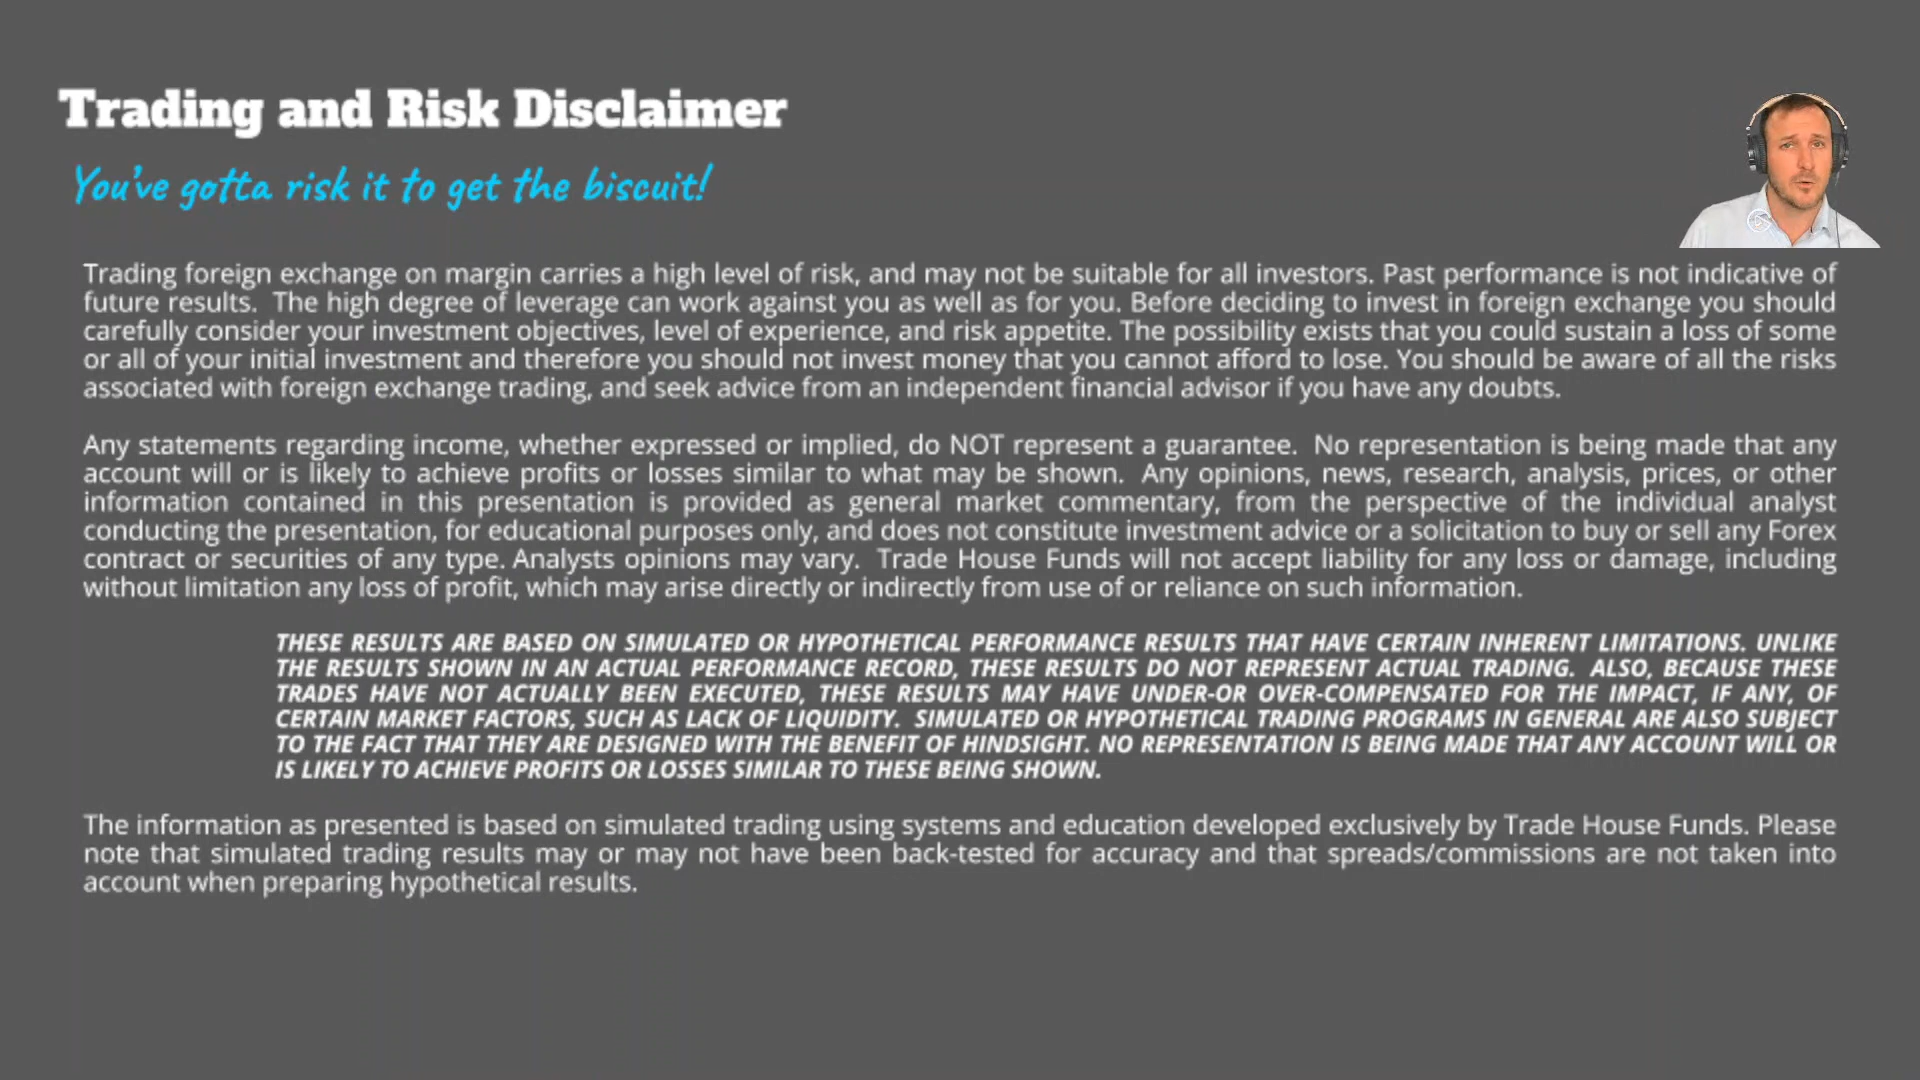 Trading and Risk Disclaimer
You've gotta risk it to get the biscuit!
Trading foreign exchange on margin carries a high level of risk, and may not be suitable for all investors. Past performance is not indicative of
future results. The high degree of leverage can work against you as well as for you. Before deciding to invest in foreign exchange you should
carefully consider your investment objectives, level of experience, and risk appetite. The possibility exists that you could sustain a loss of some
or all of your initial investment and therefore you should not invest money that you cannot afford to lose. You should be aware of all the risks
associated with foreign exchange trading, and seek advice from an independent financial advisor if you have any doubts.
Any statements regarding income, whether expressed or implied, do NOT represent a guarantee. No representation is being made that any
account will or is likely to achieve profits or losses similar to what may be shown. Any opinions, news, research, analysis, prices, or other
information contained in this presentation is provided as general market commentary, from the perspective of the individual analyst
conducting the presentation, for educational purposes only, and does not constitute investment advice or a solicitation to buy or sell any Forex
contract or securities of any type. Analysts opinions may vary. Trade House Funds will not accept liability for any loss or damage, including
without limitation any loss of profit, which may arise directly or indirectly from use of or reliance on such information.
THESE RESULTS ARE BASED ON SIMULATED OR HYPOTHETICAL PERFORMANCE RESULTS THAT HAVE CERTAIN INHERENT LIMITATIONS. UNLIKE
THE RESULTS SHOWN IN AN ACTUAL PERFORMANCE RECORD, THESE RESULTS DO NOT REPRESENT ACTUAL TRADING. ALSO, BECAUSE THESE
TRADES HAVE NOT ACTUALLY BEEN EXECUTED, THESE RESULTS MAY HAVE UNDER-OR OVER-COMPENSATED FOR THE IMPACT, IF ANY, OF
CERTAIN MARKET FACTORS, SUCH AS LACK OF LIQUIDITY. SIMULATED OR HYPOTHETICAL TRADING PROGRAMS IN GENERAL ARE ALSO SUBJECT
TO THE FACT THAT THEY ARE DESIGNED WITH THE BENEFIT OF HINDSIGHT. NO REPRESENTATION IS BEING MADE THAT ANY ACCOUNT WILL OR
IS LIKELY TO ACHIEVE PROFITS OR LOSSES SIMILAR TO THESE BEING SHOWN.
The information as presented is based on simulated trading using systems and education developed exclusively by Trade House Funds. Please
note that simulated trading results may or may not have been back-tested for accuracy and that spreads/commissions are not taken into
account when preparing hypothetical results.